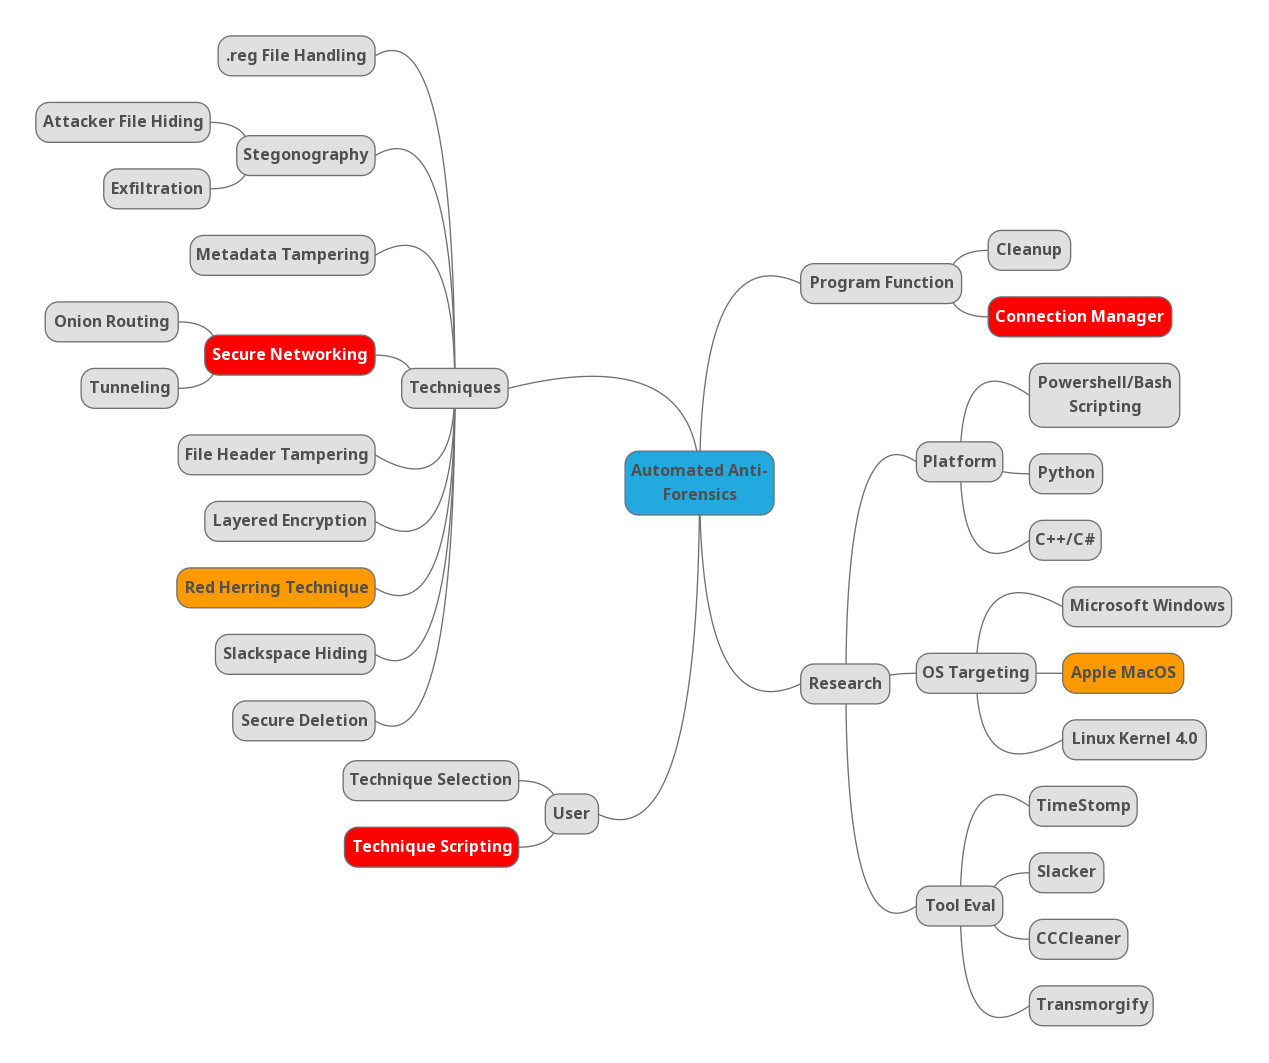 .reg File Handling
Attacker File Hiding
Stegonography
Exfiltration
Metadata Tampering
Onion Routing
Secure Networking
Tunneling
Techniques
File Header Tampering
Layered Encryption
Red Herring Technique
Slackspace Hiding
Secure Deletion
Technique Selection
User
Technique Scripting
Automated Anti-
Forensics
Cleanup
Program Function
Connection Manager
Powershell/Bash
Scripting
Platform
Python
C++/C#
Microsoft Windows
Research
OS Targeting
Apple MacOS
Linux Kernel 4.0
TimeStomp
Slacker
Tool Eval
CCCleaner
Transmorgify